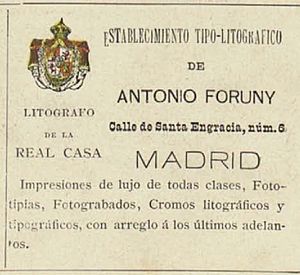 ESTABLECIMIENTO TIPO-LITOGRÁFICO
DE
ANTONIO FORUNY
Calle de Santa Engracia, núm. 6
MADRID
LITÓGRAFO
DE LA
REAL CASA
Impresiones de lujo de todas clases, Foto-
tipias, Fotograbados, Cromos litográficos y
tipográficos, con arreglo á los últimos adelan-
tos.